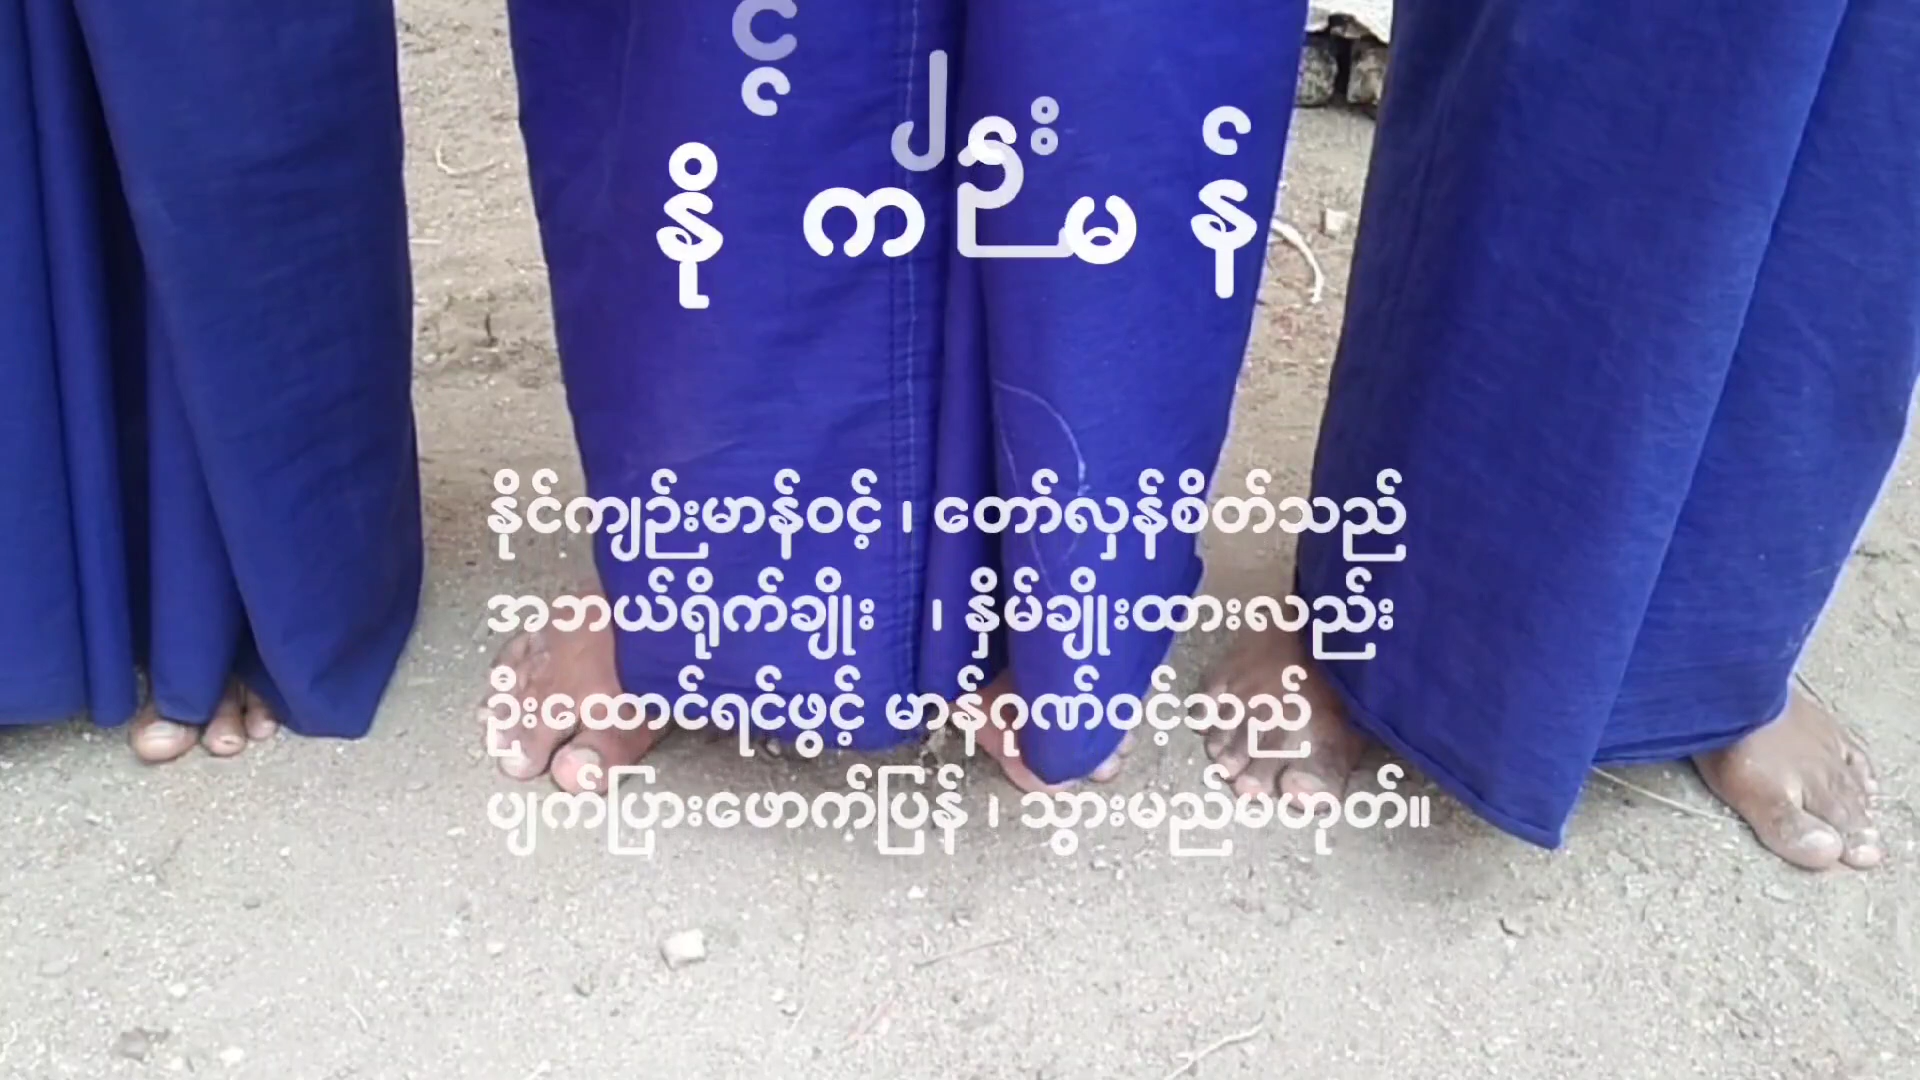 နိုင်ကျဉ်းမာန်ဝင့် ၊ တော်လှန်စိတ်သည်
အဘယ်ရိုက်ချိုး ၊ နှိမ်ချိုးထားလည်း
ဦးထောင်ရင်ဖွင့် မာန်ဂုဏ်ဝင့်သည်
ပျက်ပြားဖောက်ပြန် ၊ သွားမည်မဟုတ်။